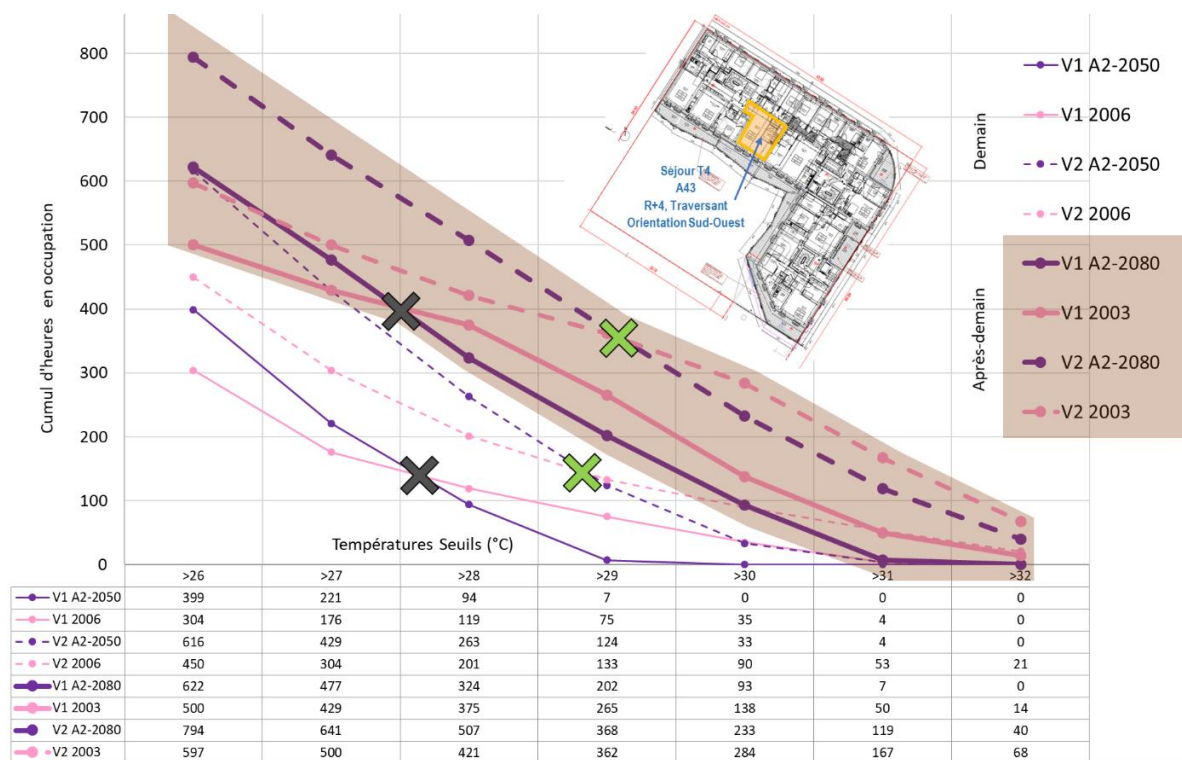 800
700
600
500
400
300
200
100
0
Cumul d'heures en occupation
Températures Seuils (°C)
Séjour T4
A43
R+4, Traversant
Orientation Sud-Ouest
Demain
Après-demain
V1 A2-2050
V1 2006
V2 A2-2050
V2 2006
V1 A2-2080
V1 2003
V2 A2-2080
V2 2003
>26 >27 >28 >29 >30 >31 >32
V1 A2-2050 399 221 94 7 0 0 0
V1 2006 304 176 119 75 35 4 0
V2 A2-2050 616 429 263 124 33 4 0
V2 2006 450 304 201 133 90 53 21
V1 A2-2080 622 477 324 202 93 7 0
V1 2003 500 429 375 265 138 50 14
V2 A2-2080 794 641 507 368 233 119 40
V2 2003 597 500 421 362 284 167 68